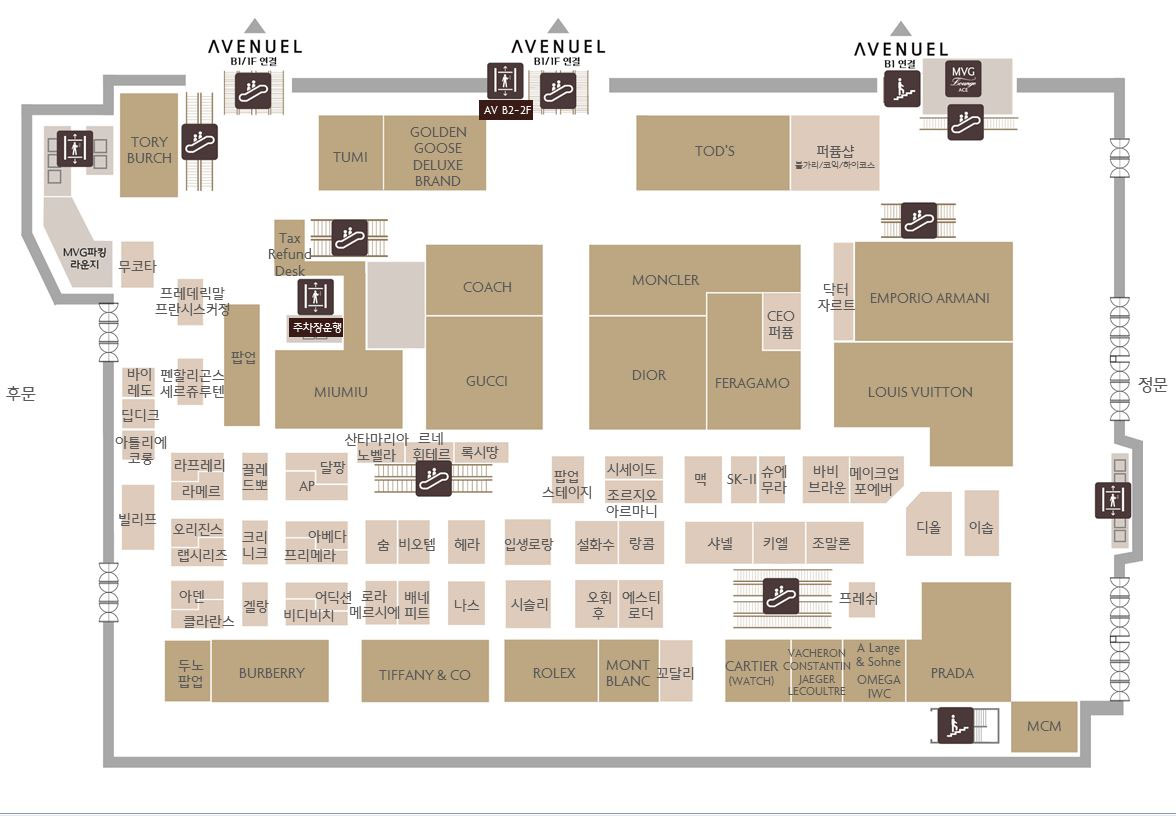 AVENUEL
B1/1F 연결
AVENUEL
B1/1F 연결
AVENUEL
B1 연결
MVG
Lounge
ACE
AV B2-2F
TORY
BURCH
TUMI
GOLDEN
GOOSE
DELUXE
BRAND
TOD'S
퍼퓸샵
불가리/코익/하이코스
MVG파킹
라운지
무코타
Tax
Refund
Desk
프레데릭말
프란시스커정
주차장운행
COACH
MONCLER
닥터
자르트
EMPORIO ARMANI
CEO
퍼퓸
팝업
바이
레도
펜할리곤스
세르쥬루텐
MIUMIU
GUCCI
DIOR
FERAGAMO
LOUIS VUITTON
후문
정문
딥디크
아틀리에
코롱
산타마리아
노벨라
르네
휘테르
록시땅
라프레리
라메르
끌레
드뽀
달팡
AP
팝업
스테이지
시세이도
조르지오
아르마니
맥
SK-II
슈에
무라
바비
브라운
메이크업
포에버
빌리프
오리진스
랩시리즈
크리
니크
아베다
프리메라
숨
비오템
헤라
입생로랑
설화수
랑콤
샤넬
키엘
조말론
디올
이솝
아덴
클라란스
겔랑
어딕션
비디비치
로라
메르시에
배네
피트
나스
시슬리
오휘
후
에스티
로더
프레쉬
두노
팝업
BURBERRY
TIFFANY & CO
ROLEX
MONT
BLANC
꼬달리
CARTIER
(WATCH)
VACHERON
CONSTANTIN
JAEGER
LECOULTRE
A Lange
& Sohne
OMEGA
IWC
PRADA
MCM